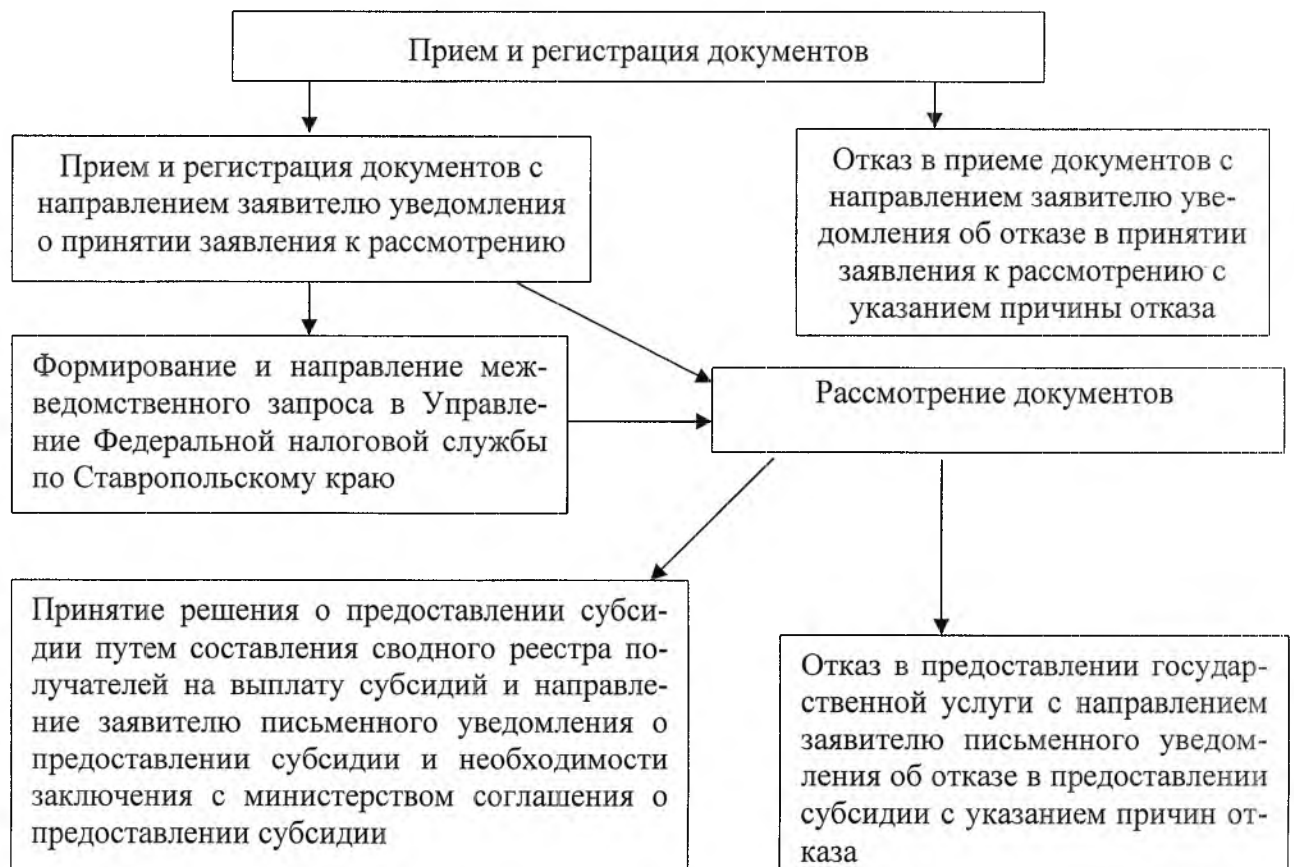 Прием и регистрация документов
Прием и регистрация документов с
направлением заявителю уведомления
о принятии заявления к рассмотрению
Отказ в приеме документов с
направлением заявителю уве-
домления об отказе в принятии
заявления к рассмотрению с
указанием причины отказа
Формирование и направление меж-
ведомственного запроса в Управле-
ние Федеральной налоговой службы
по Ставропольскому краю
Рассмотрение документов
Принятие решения о предоставлении субси-
дии путем составления сводного реестра по-
лучателей на выплату субсидий и направле-
ние заявителю письменного уведомления о
предоставлении субсидии и необходимости
заключения с министерством соглашения о
предоставлении субсидии
Отказ в предоставлении государ-
ственной услуги с направлением
заявителю письменного уведом-
ления об отказе в предоставлении
субсидии с указанием причин от-
каза